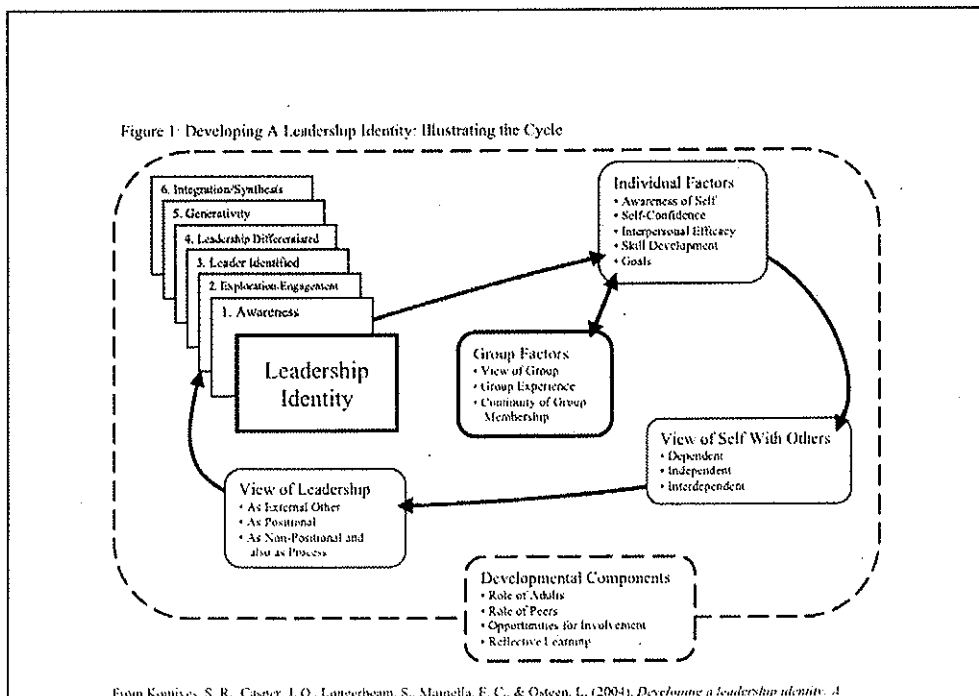 Figure 1: Developing A Leadership Identity: Illustrating the Cycle
6. Integration/Synthesis
5. Generativity
4. Leadership Differentiated
3. Leader Identified
2. Exploration-Engagement
1. Awareness
Leadership
Identity
Individual Factors
• Awareness of Self
• Self-Confidence
• Interpersonal Efficacy
• Skill Development
• Goals
Group Factors
• View of Group
• Group Experience
• Continuity of Group
Membership
View of Self With Others
• Dependent
• Independent
• Interdependent
View of Leadership
• As External Other
• As Positional
• As Non-Positional and
also as Process
Developmental Components
• Role of Adults
• Role of Peers
• Opportunities for Involvement
• Reflective Learning
From Komives, S. R., Casper, J. O., Longerbeam, S., Mainella, F. C., & Osteen, L. (2004). Developing a leadership identity. A